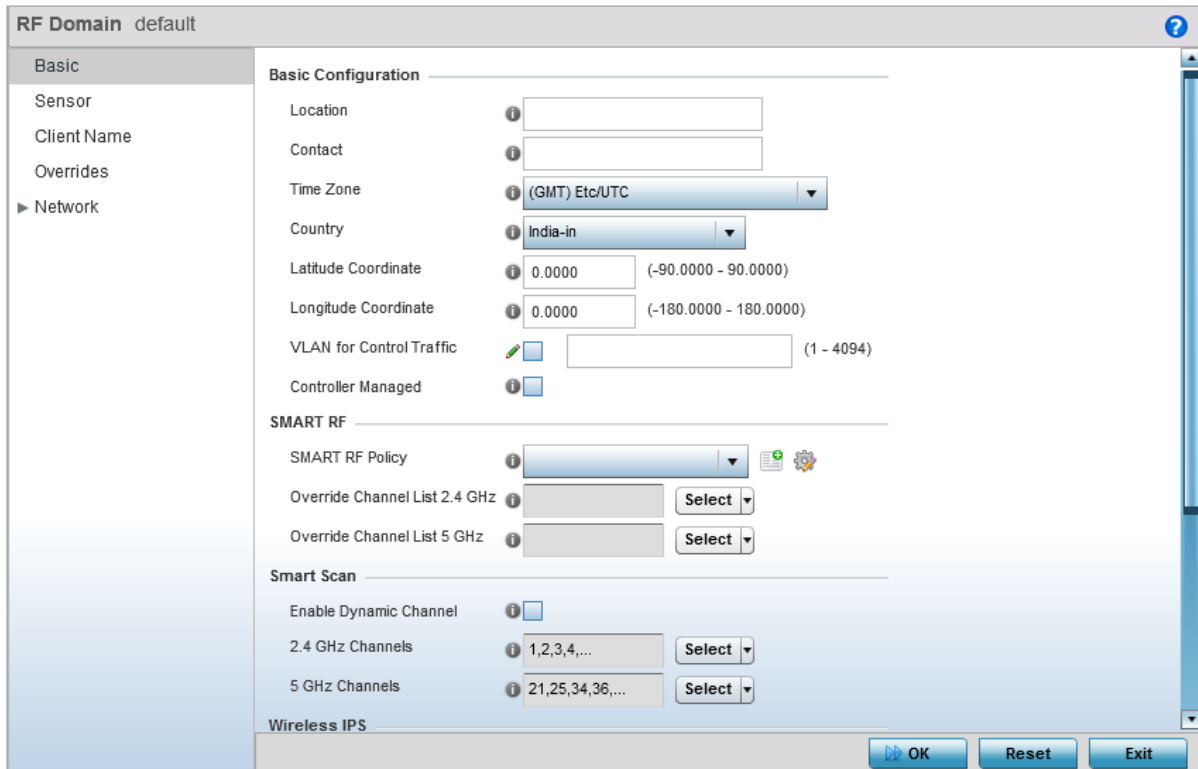 RF Domain default
Basic
Sensor
Client Name
Overrides
Network
Basic Configuration
Location
Contact
Time Zone (GMT) Etc/UTC
Country India-in
Latitude Coordinate 0.0000 (-90.0000 - 90.0000)
Longitude Coordinate 0.0000 (-180.0000 - 180.0000)
VLAN for Control Traffic (1 - 4094)
Controller Managed
SMART RF
SMART RF Policy
Override Channel List 2.4 GHz Select
Override Channel List 5 GHz Select
Smart Scan
Enable Dynamic Channel
2.4 GHz Channels 1,2,3,4,... Select
5 GHz Channels 21,25,34,36,... Select
Wireless IPS
OK Reset Exit